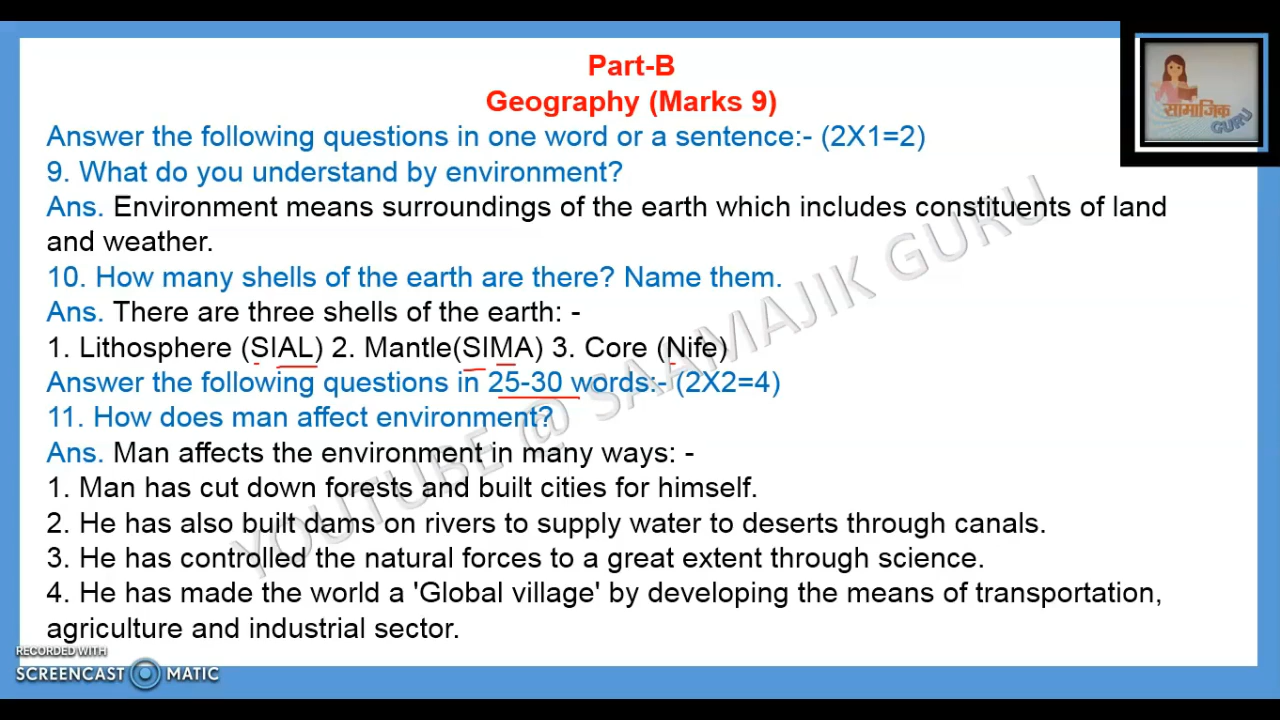 Part-B
Geography (Marks 9)
Answer the following questions in one word or a sentence:- (2X1=2)
9. What do you understand by environment?
Ans. Environment means surroundings of the earth which includes constituents of land
and weather.
10. How many shells of the earth are there? Name them.
Ans. There are three shells of the earth: -
1. Lithosphere (SIAL) 2. Mantle(SIMA) 3. Core (Nife)
Answer the following questions in 25-30 words:- (2X2=4)
11. How does man affect environment?
Ans. Man affects the environment in many ways: -
1. Man has cut down forests and built cities for himself.
2. He has also built dams on rivers to supply water to deserts through canals.
3. He has controlled the natural forces to a great extent through science.
4. He has made the world a 'Global village' by developing the means of transportation,
agriculture and industrial sector.
YOUTUBE @ SAAMAJIK GURU
सामाजिक
GURU
RECORDED WITH
SCREENCAST MATIC